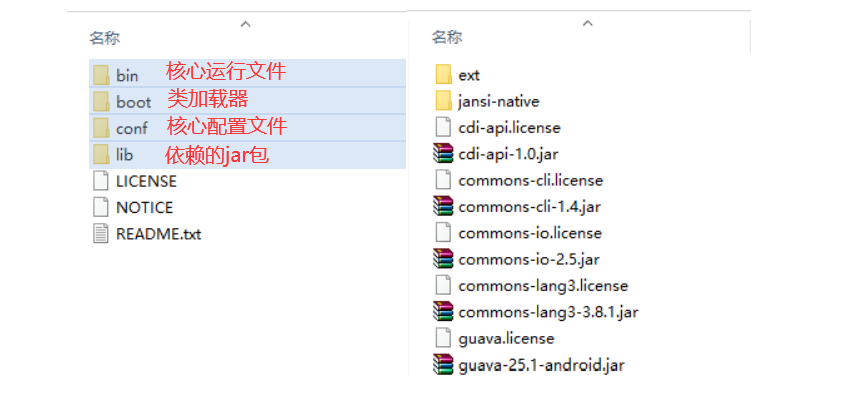 名称
bin 核心运行文件
boot 类加载器
conf 核心配置文件
lib 依赖的jar包
LICENSE
NOTICE
README.txt
名称
ext
jansi-native
cdi-api.license
cdi-api-1.0.jar
commons-cli.license
commons-cli-1.4.jar
commons-io.license
commons-io-2.5.jar
commons-lang3.license
commons-lang3-3.8.1.jar
guava.license
guava-25.1-android.jar